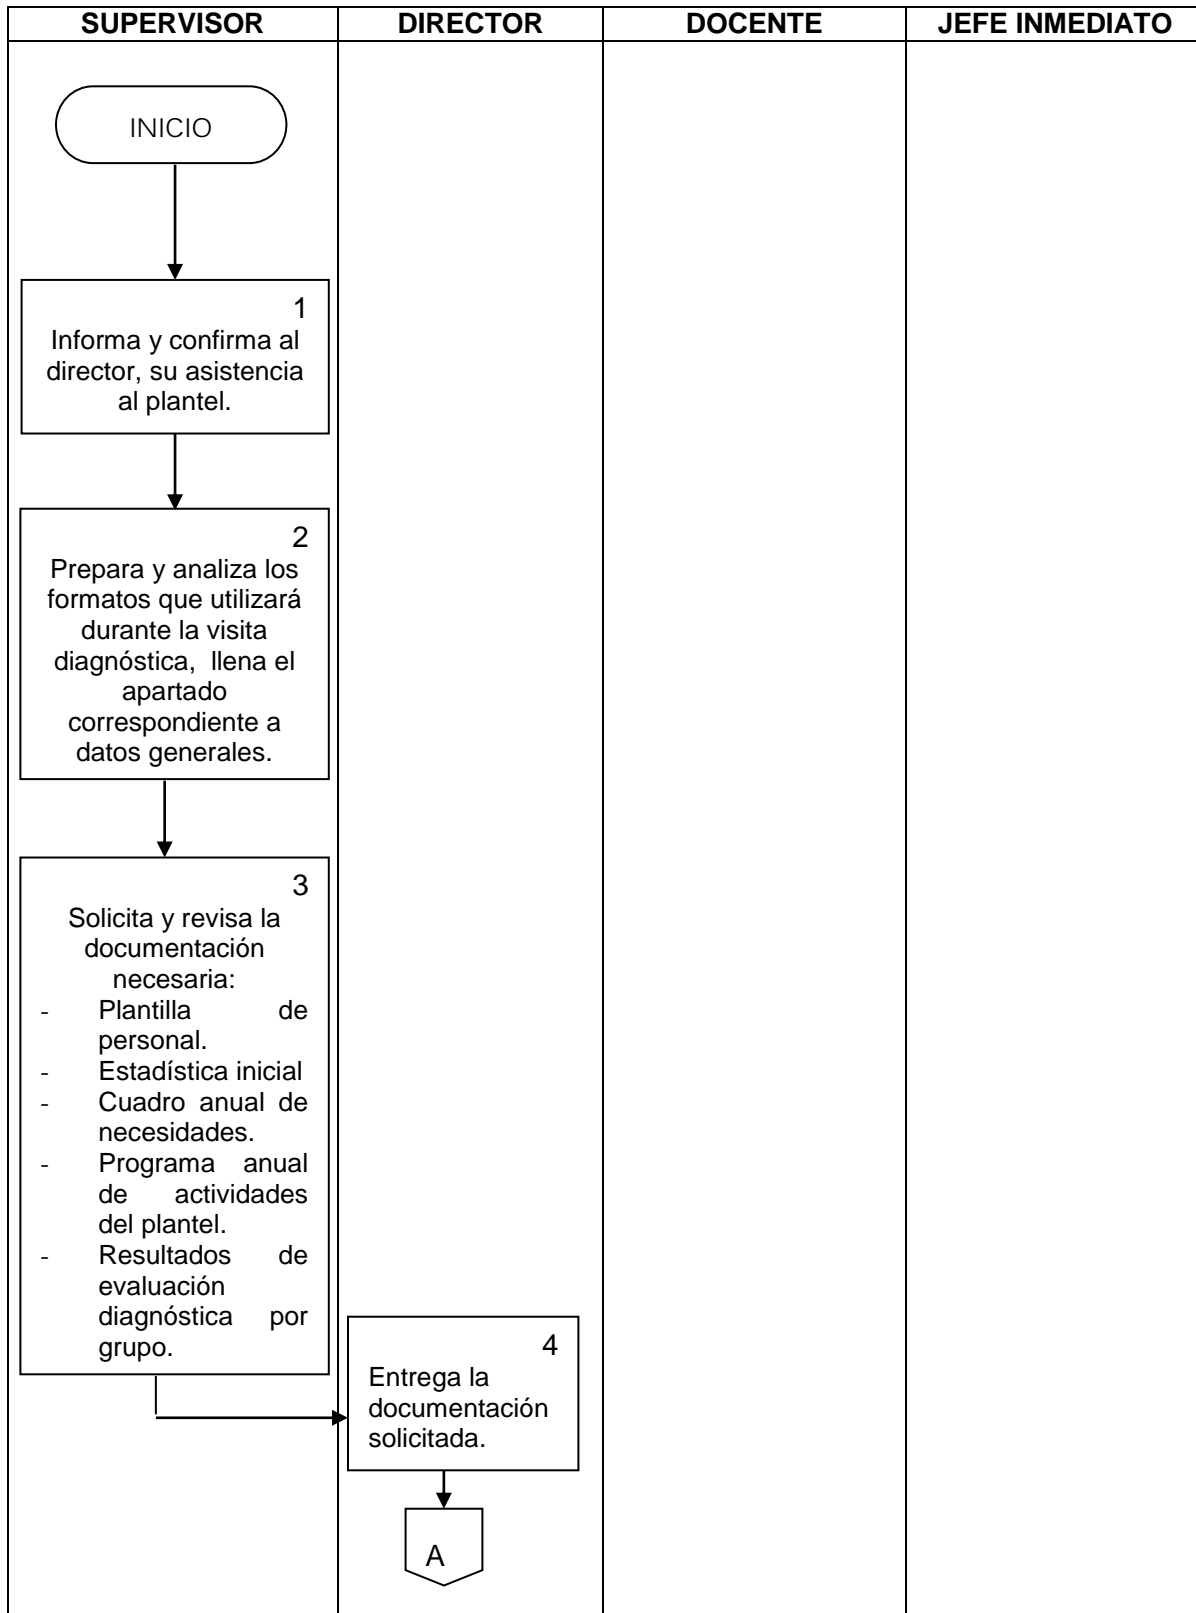 SUPERVISOR DIRECTOR DOCENTE JEFE INMEDIATO
INICIO
1
Informa y confirma al
director, su asistencia
al plantel.
2
Prepara y analiza los
formatos que utilizará
durante la visita
diagnóstica, llena el
apartado
correspondiente a
datos generales.
3
Solicita y revisa la
documentación
necesaria:
- Plantilla de
personal.
- Estadística inicial
- Cuadro anual de
necesidades.
- Programa anual
de actividades
del plantel.
- Resultados de
evaluación
diagnóstica por
grupo.
4
Entrega la
documentación
solicitada.
A